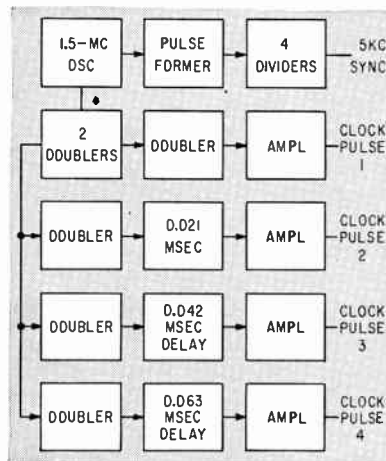 1.5-MC
OSC
PULSE
FORMER
4
DIVIDERS
5KC
SYNC
2
DOUBLERS
DOUBLER
AMPL
CLOCK
PULSE
1
DOUBLER
0.021
MSEC
AMPL
CLOCK
PULSE
2
DOUBLER
0.042
MSEC
DELAY
AMPL
CLOCK
PULSE
3
DOUBLER
0.063
MSEC
DELAY
AMPL
CLOCK
PULSE
4